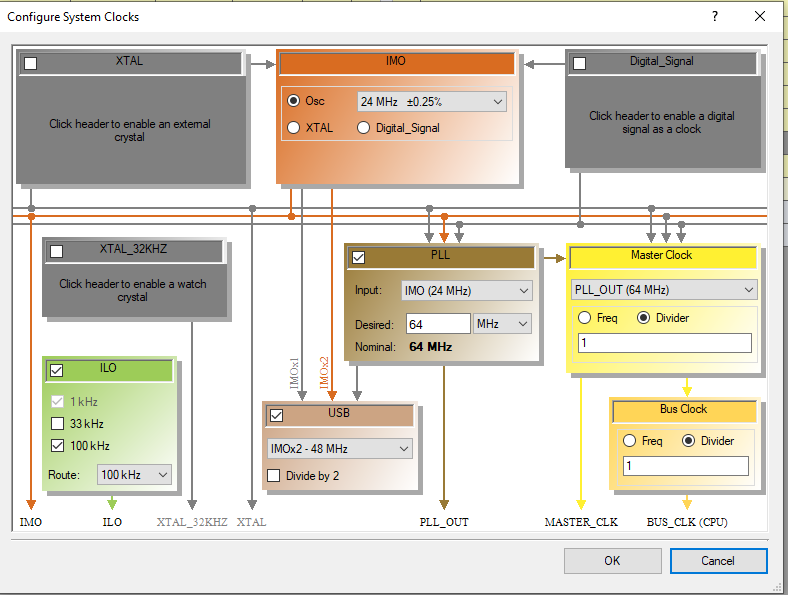 Configure System Clocks
?
XTAL
Click header to enable an external
crystal
IMO
Osc
24 MHz ±0.25%
XTAL
Digital_Signal
Digital_Signal
Click header to enable a digital
signal as a clock
XTAL_32KHZ
Click header to enable a watch
crystal
PLL
Input:
IMO (24 MHz)
Desired:
64
MHz
Nominal:
64 MHz
Master Clock
PLL_OUT (64 MHz)
Freq
Divider
1
ILO
1 kHz
33 kHz
100 kHz
Route:
100 kHz
IMOx1
IMOx2
USB
IMOx2 - 48 MHz
Divide by 2
Bus Clock
Freq
Divider
1
IMO
ILO
XTAL_32KHZ
XTAL
PLL_OUT
MASTER_CLK
BUS_CLK (CPU)
OK
Cancel